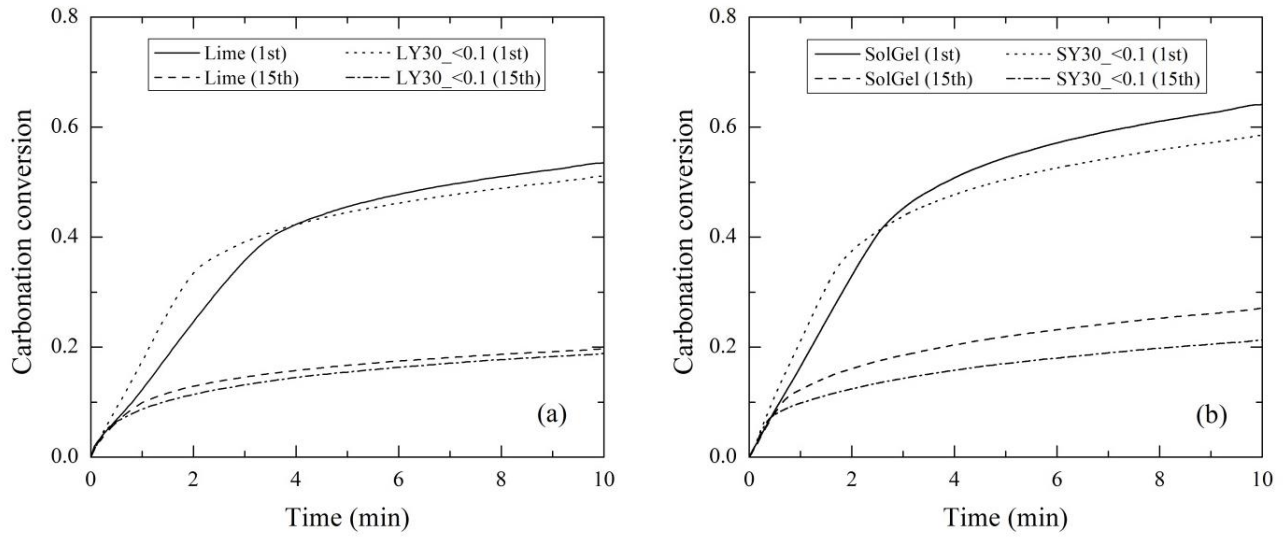 0.8
0.6
0.4
0.2
0.0
Carbonation conversion
Lime (1st) LY30_<0.1 (1st)
Lime (15th) LY30_<0.1 (15th)
(a)
0 2 4 6 8 10
Time (min)
0.8
0.6
0.4
0.2
0.0
Carbonation conversion
SolGel (1st) SY30_<0.1 (1st)
SolGel (15th) SY30_<0.1 (15th)
(b)
0 2 4 6 8 10
Time (min)